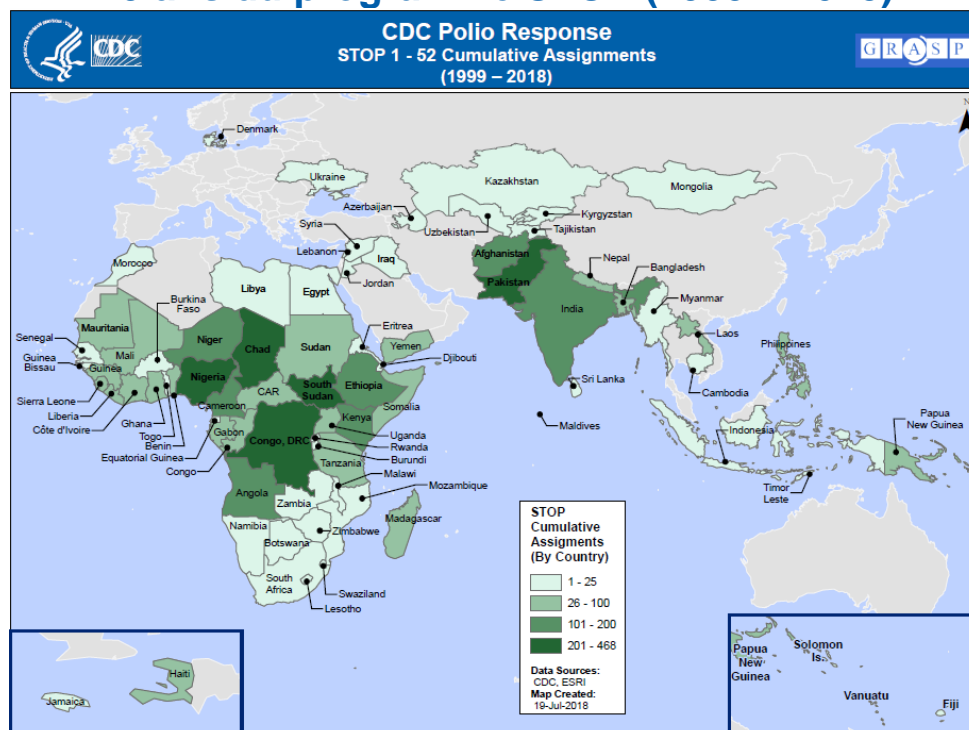 du programme
CDC Polio Response
STOP 1 - 52 Cumulative Assignments
(1999 – 2018)
CDC
GRASP
N
Denmark
Ukraine
Kazakhstan
Mongolia
Azerbaijan
Kyrgyzstan
Uzbekistan
Tajikistan
Syria
Lebanon
Iraq
Jordan
Afghanistan
Pakistan
Nepal
Bangladesh
India
Myanmar
Laos
Philippines
Cambodia
Sri Lanka
Maldives
Indonesia
Papua
New Guinea
Timor
Leste
Morocco
Libya
Egypt
Burkina
Faso
Mauritania
Senegal
Mali
Niger
Chad
Sudan
Eritrea
Yemen
Djibouti
Guinea
Bissau
Guinea
Sierra Leone
Liberia
Côte d'Ivoire
Ghana
Togo
Benin
Nigeria
Cameroon
CAR
South
Sudan
Ethiopia
Somalia
Equatorial Guinea
Gabon
Congo
Congo, DRC
Kenya
Uganda
Rwanda
Burundi
Tanzania
Malawi
Mozambique
Angola
Zambia
Zimbabwe
Madagascar
Namibia
Botswana
South
Africa
Swaziland
Lesotho
STOP
Cumulative
Assigments
(By Country)
1 - 25
26 - 100
101 - 200
201 - 468
Data Sources:
CDC, ESRI
Map Created:
19-Jul-2018
Haiti
Jamaica
Papua
New
Guinea
Solomon
Is.
Vanuatu
Fiji